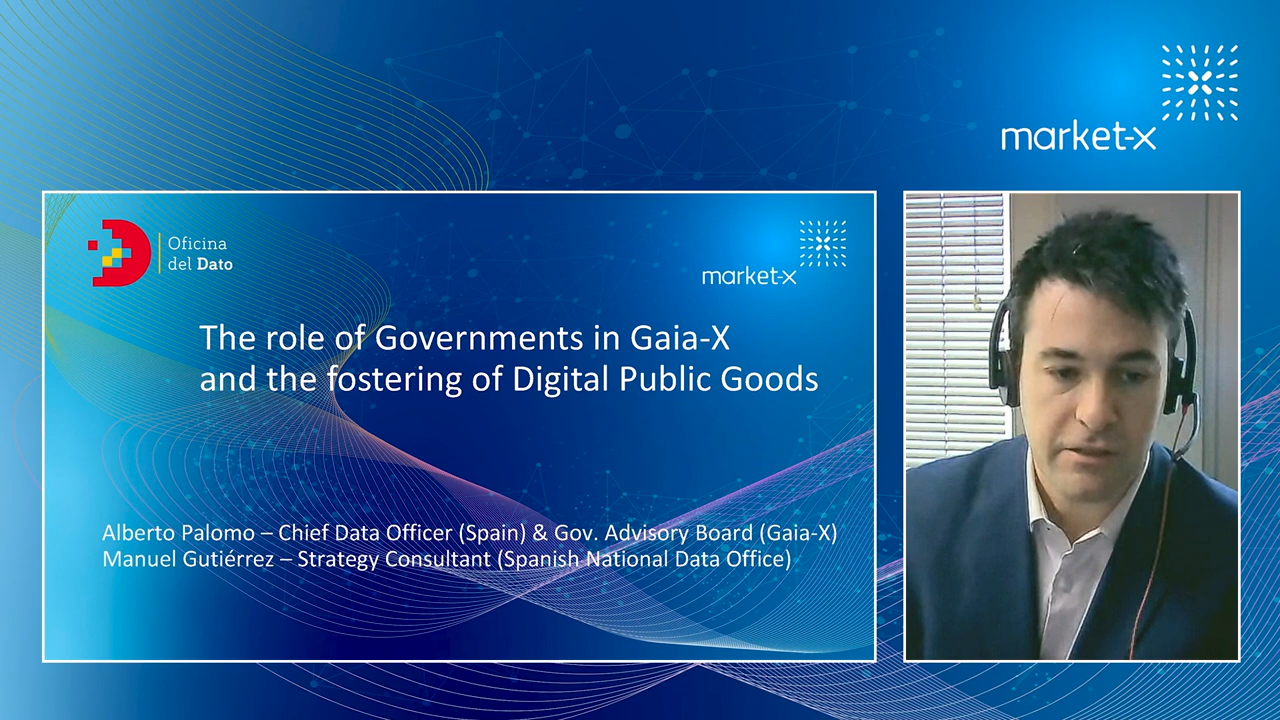 market-x
Oficina
del Dato
market-x
The role of Governments in Gaia-X
and the fostering of Digital Public Goods
Alberto Palomo – Chief Data Officer (Spain) & Gov. Advisory Board (Gaia-X)
Manuel Gutiérrez – Strategy Consultant (Spanish National Data Office)